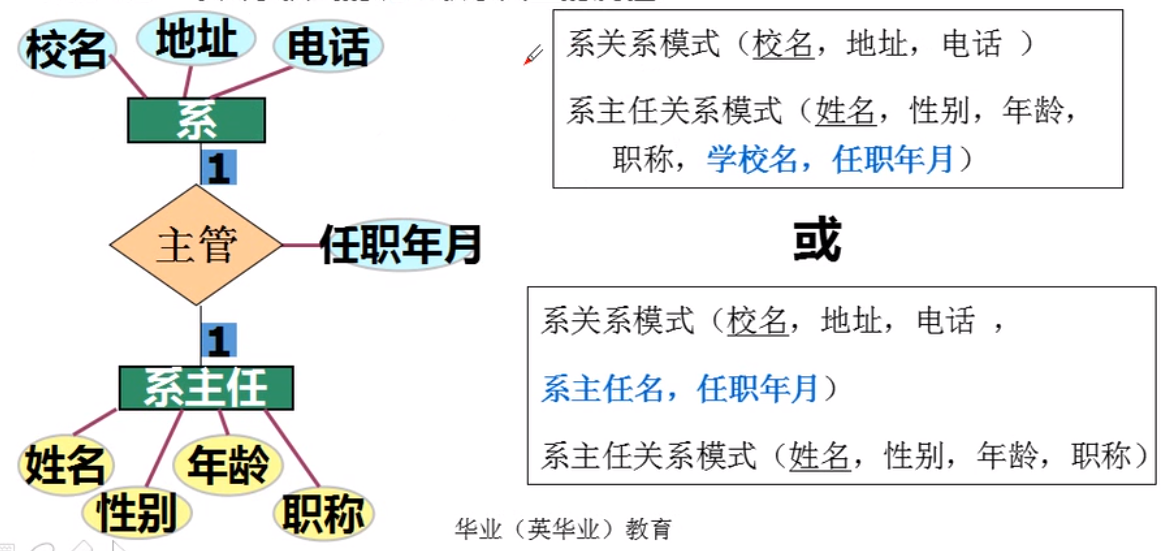 校名
地址
电话
系
1
主管
任职年月
1
系主任
姓名
年龄
性别
职称
系关系模式（校名，地址，电话 ）
系主任关系模式（姓名，性别，年龄，
职称，学校名，任职年月）
或
系关系模式（校名，地址，电话 ，
系主任名，任职年月）
系主任关系模式（姓名，性别，年龄，职称）
华业（英华业）教育